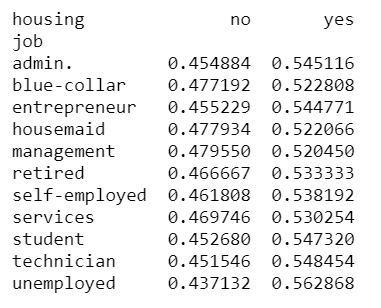 housing no yes
job
admin. 0.454884 0.545116
blue-collar 0.477192 0.522808
entrepreneur 0.455229 0.544771
housemaid 0.477934 0.522066
management 0.479550 0.520450
retired 0.466667 0.533333
self-employed 0.461808 0.538192
services 0.469746 0.530254
student 0.452680 0.547320
technician 0.451546 0.548454
unemployed 0.437132 0.562868